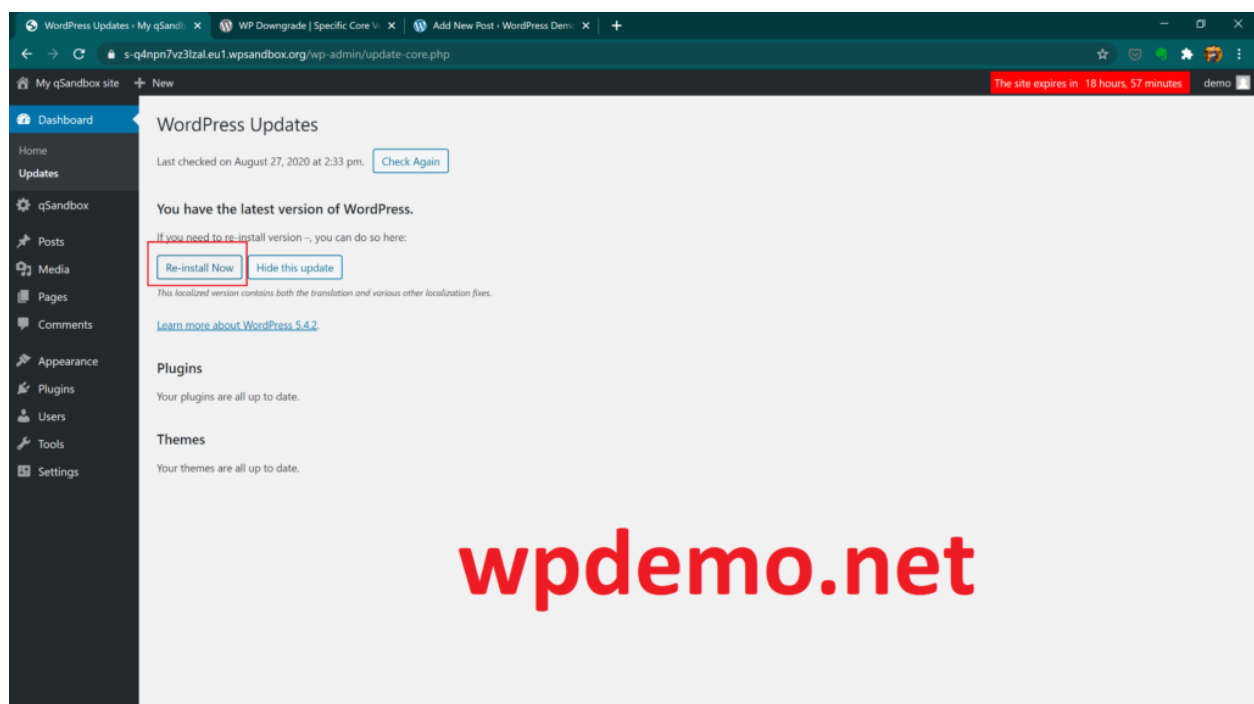 WordPress Updates ‹ My qSandb
WP Downgrade | Specific Core V
Add New Post ‹ WordPress Dem
s-q4npn7vz3lzal.eu1.wpsandbox.org/wp-admin/update-core.php
My qSandbox site
+ New
The site expires in 18 hours, 57 minutes
demo
Dashboard
Home
Updates
qSandbox
Posts
Media
Pages
Comments
Appearance
Plugins
Users
Tools
Settings
WordPress Updates
Last checked on August 27, 2020 at 2:33 pm. Check Again
You have the latest version of WordPress.
If you need to re-install version –, you can do so here:
Re-install Now Hide this update
This localized version contains both the translation and various other localization fixes.
Learn more about WordPress 5.4.2.
Plugins
Your plugins are all up to date.
Themes
Your themes are all up to date.
wpdemo.net